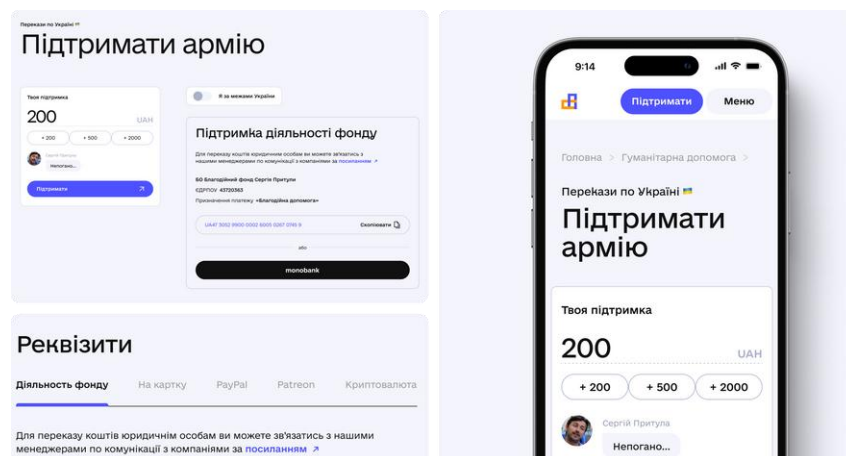 Перекази по Україні
Підтримати армію
Твоя підтримка
200
UAH
+ 200
+ 500
+ 2000
Сергій Притула
Непогано...
Підтримати
Я за межами України
Підтримка діяльності фонду
Для переказу коштів юридичним особам ви можете зв'язатись з
нашими менеджерами по комунікації з компаніями за посиланням ↗
БО Благодійний фонд Сергія Притули
ЄДРПОУ 43720363
Призначення платежу «Благодійна допомога»
Скопіювати
або
monobank
Реквізити
Діяльность фонду
На картку
PayPal
Patreon
Криптовалюта
Для переказу коштів юридичнім особам ви можете зв'язатись з нашими
менеджерами по комунікації з компаніями за посиланням ↗
9:14
Підтримати
Меню
Головна > Гуманітарна допомога >
Перекази по Україні
Підтримати
армію
Твоя підтримка
200
UAH
+ 200
+ 500
+ 2000
Сергій Притула
Непогано...